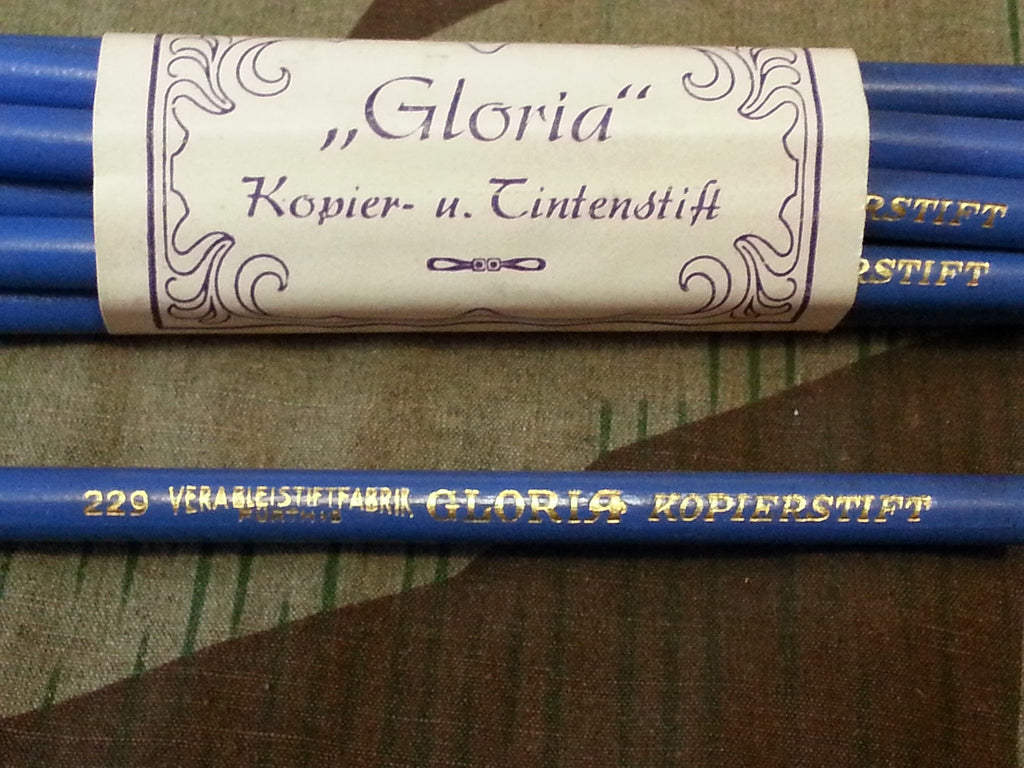 „Gloria“
Kopier- u. Tintenstift
RSTIFT
RSTIFT
229 VERA BLEISTIFTFABRIK GLORIA KOPIERSTIFT